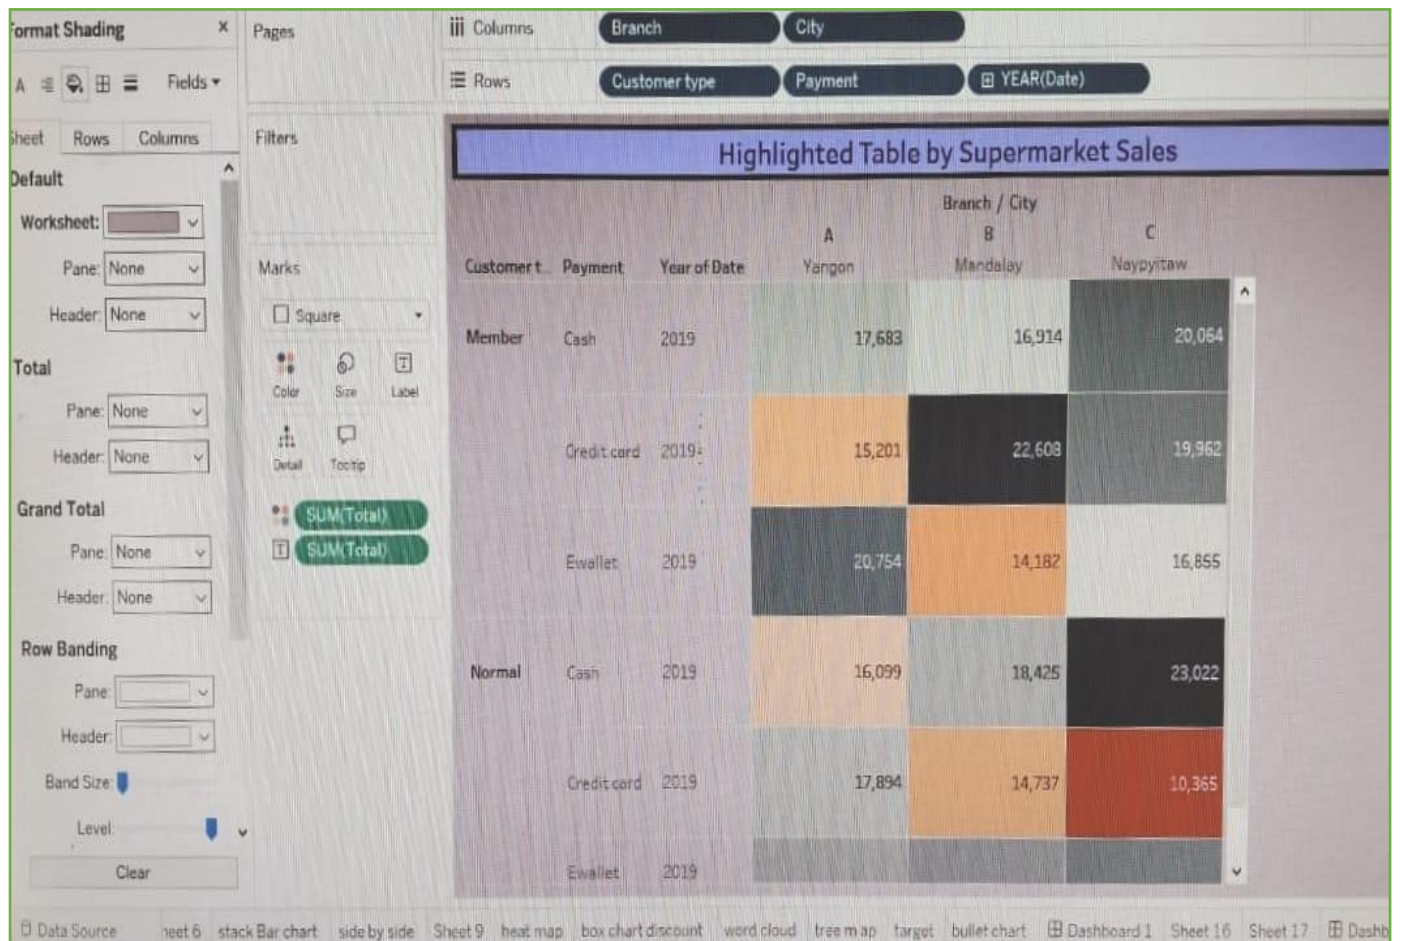 Format Shading x
Fields
Sheet Rows Columns
Default
Worksheet:
Pane: None
Header: None
Total
Pane: None
Header: None
Grand Total
Pane: None
Header: None
Row Banding
Pane:
Header:
Band Size:
Level:
Clear
Pages
Filters
Marks
Square
Color Size Label
Detail Tooltip
SUM(Total)
SUM(Total)
Columns Branch City
Rows Customer type Payment YEAR(Date)
Highlighted Table by Supermarket Sales
Branch / City
A B C
Customer t... Payment Year of Date Yangon Mandalay Naypyitaw
Member Cash 2019 17,683 16,914 20,064
Credit card 2019 15,201 22,608 19,962
Ewallet 2019 20,754 14,182 16,855
Normal Cash 2019 16,099 18,425 23,022
Credit card 2019 17,894 14,737 10,365
Ewallet 2019
Data Source heet 6 stack Bar chart side by side Sheet 9 heat map box chart discount word cloud tree map target bullet chart Dashboard 1 Sheet 16 Sheet 17 Dashb